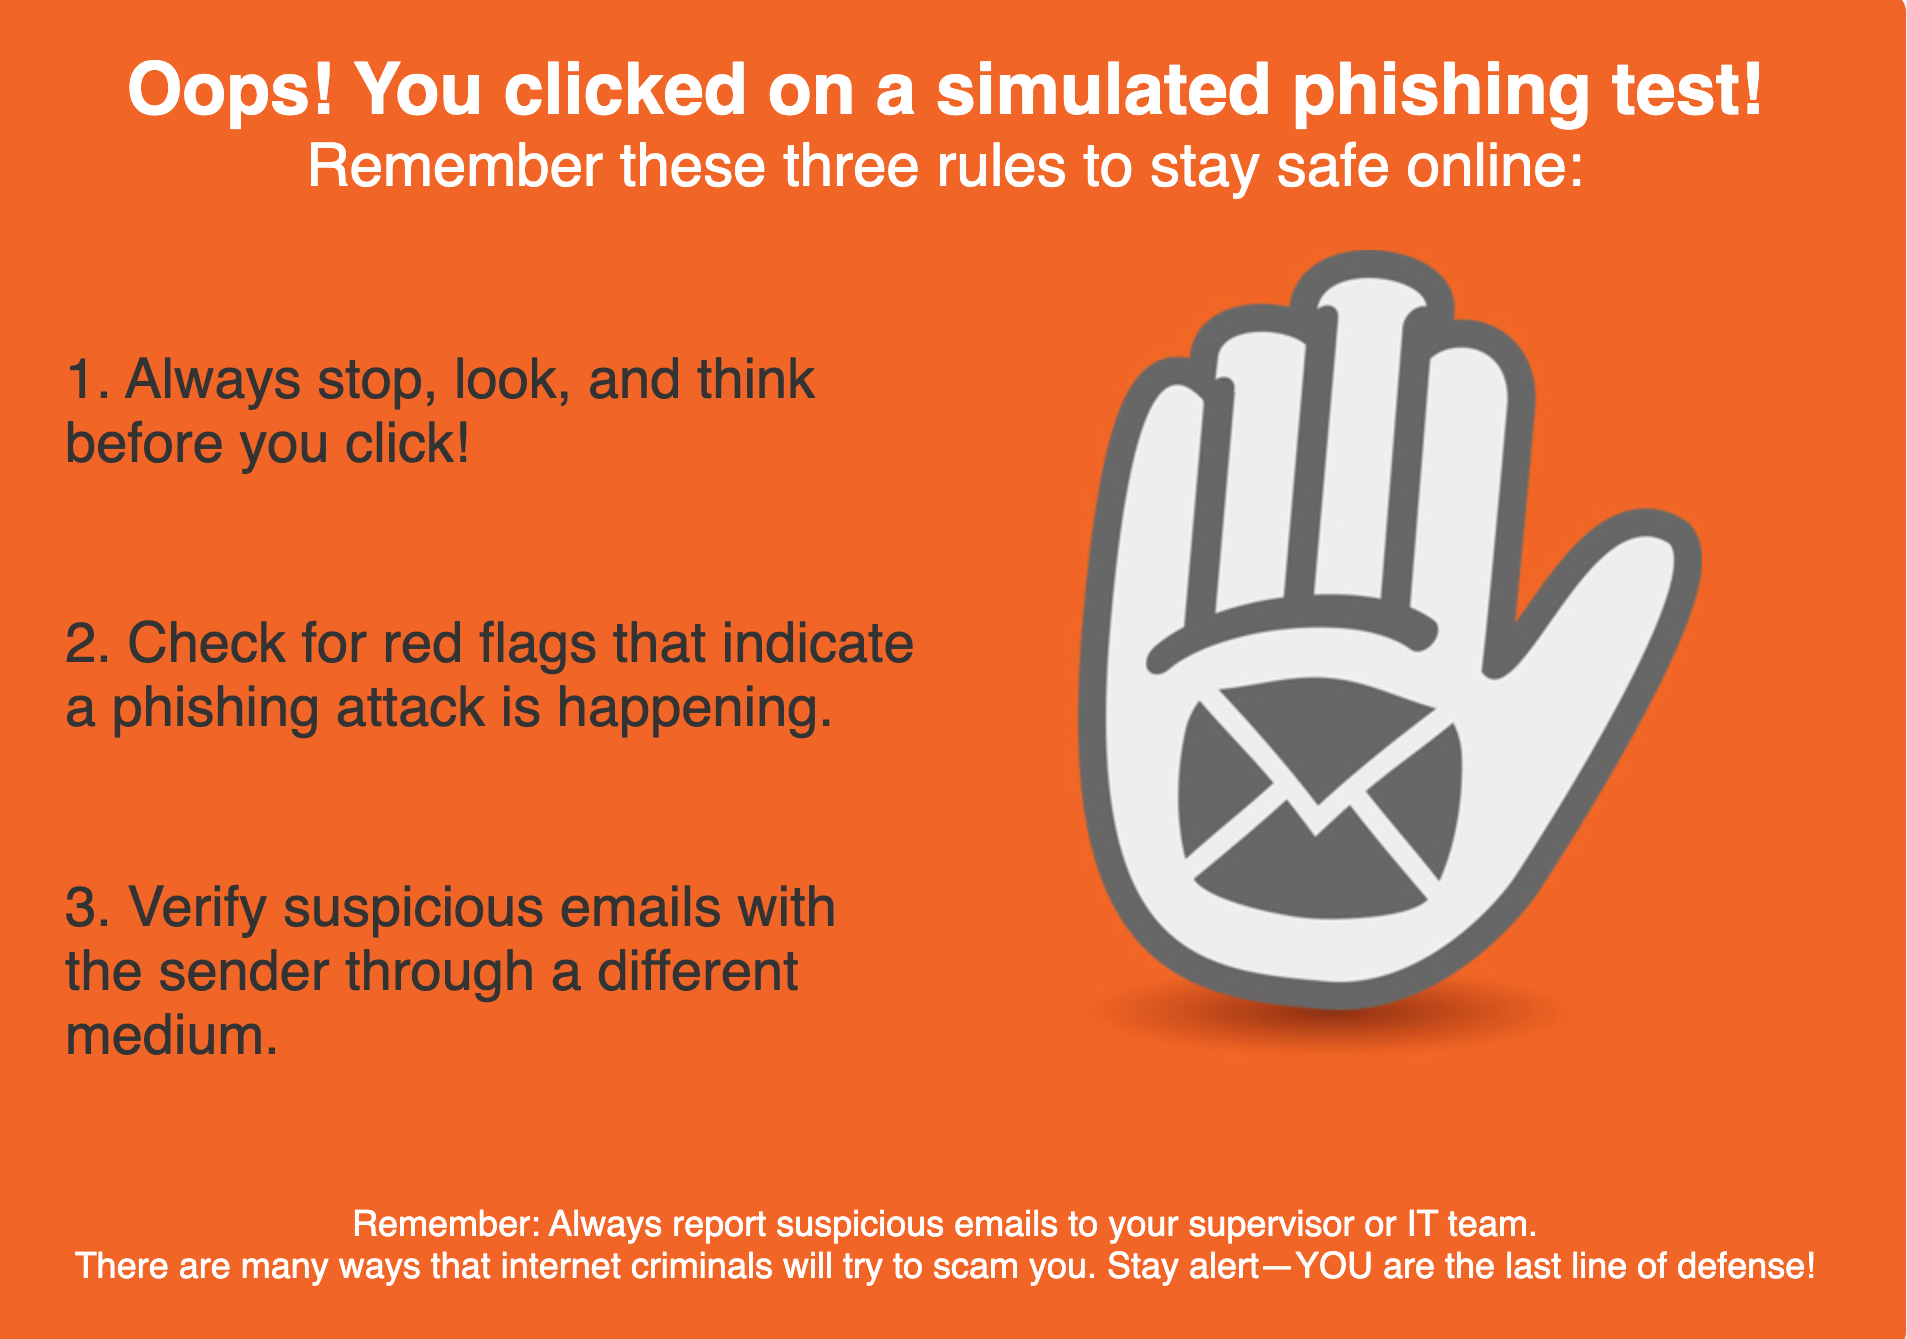 Oops! You clicked on a simulated phishing test!
Remember these three rules to stay safe online:
1. Always stop, look, and think
before you click!
2. Check for red flags that indicate
a phishing attack is happening.
3. Verify suspicious emails with
the sender through a different
medium.
Remember: Always report suspicious emails to your supervisor or IT team.
There are many ways that internet criminals will try to scam you. Stay alert—YOU are the last line of defense!